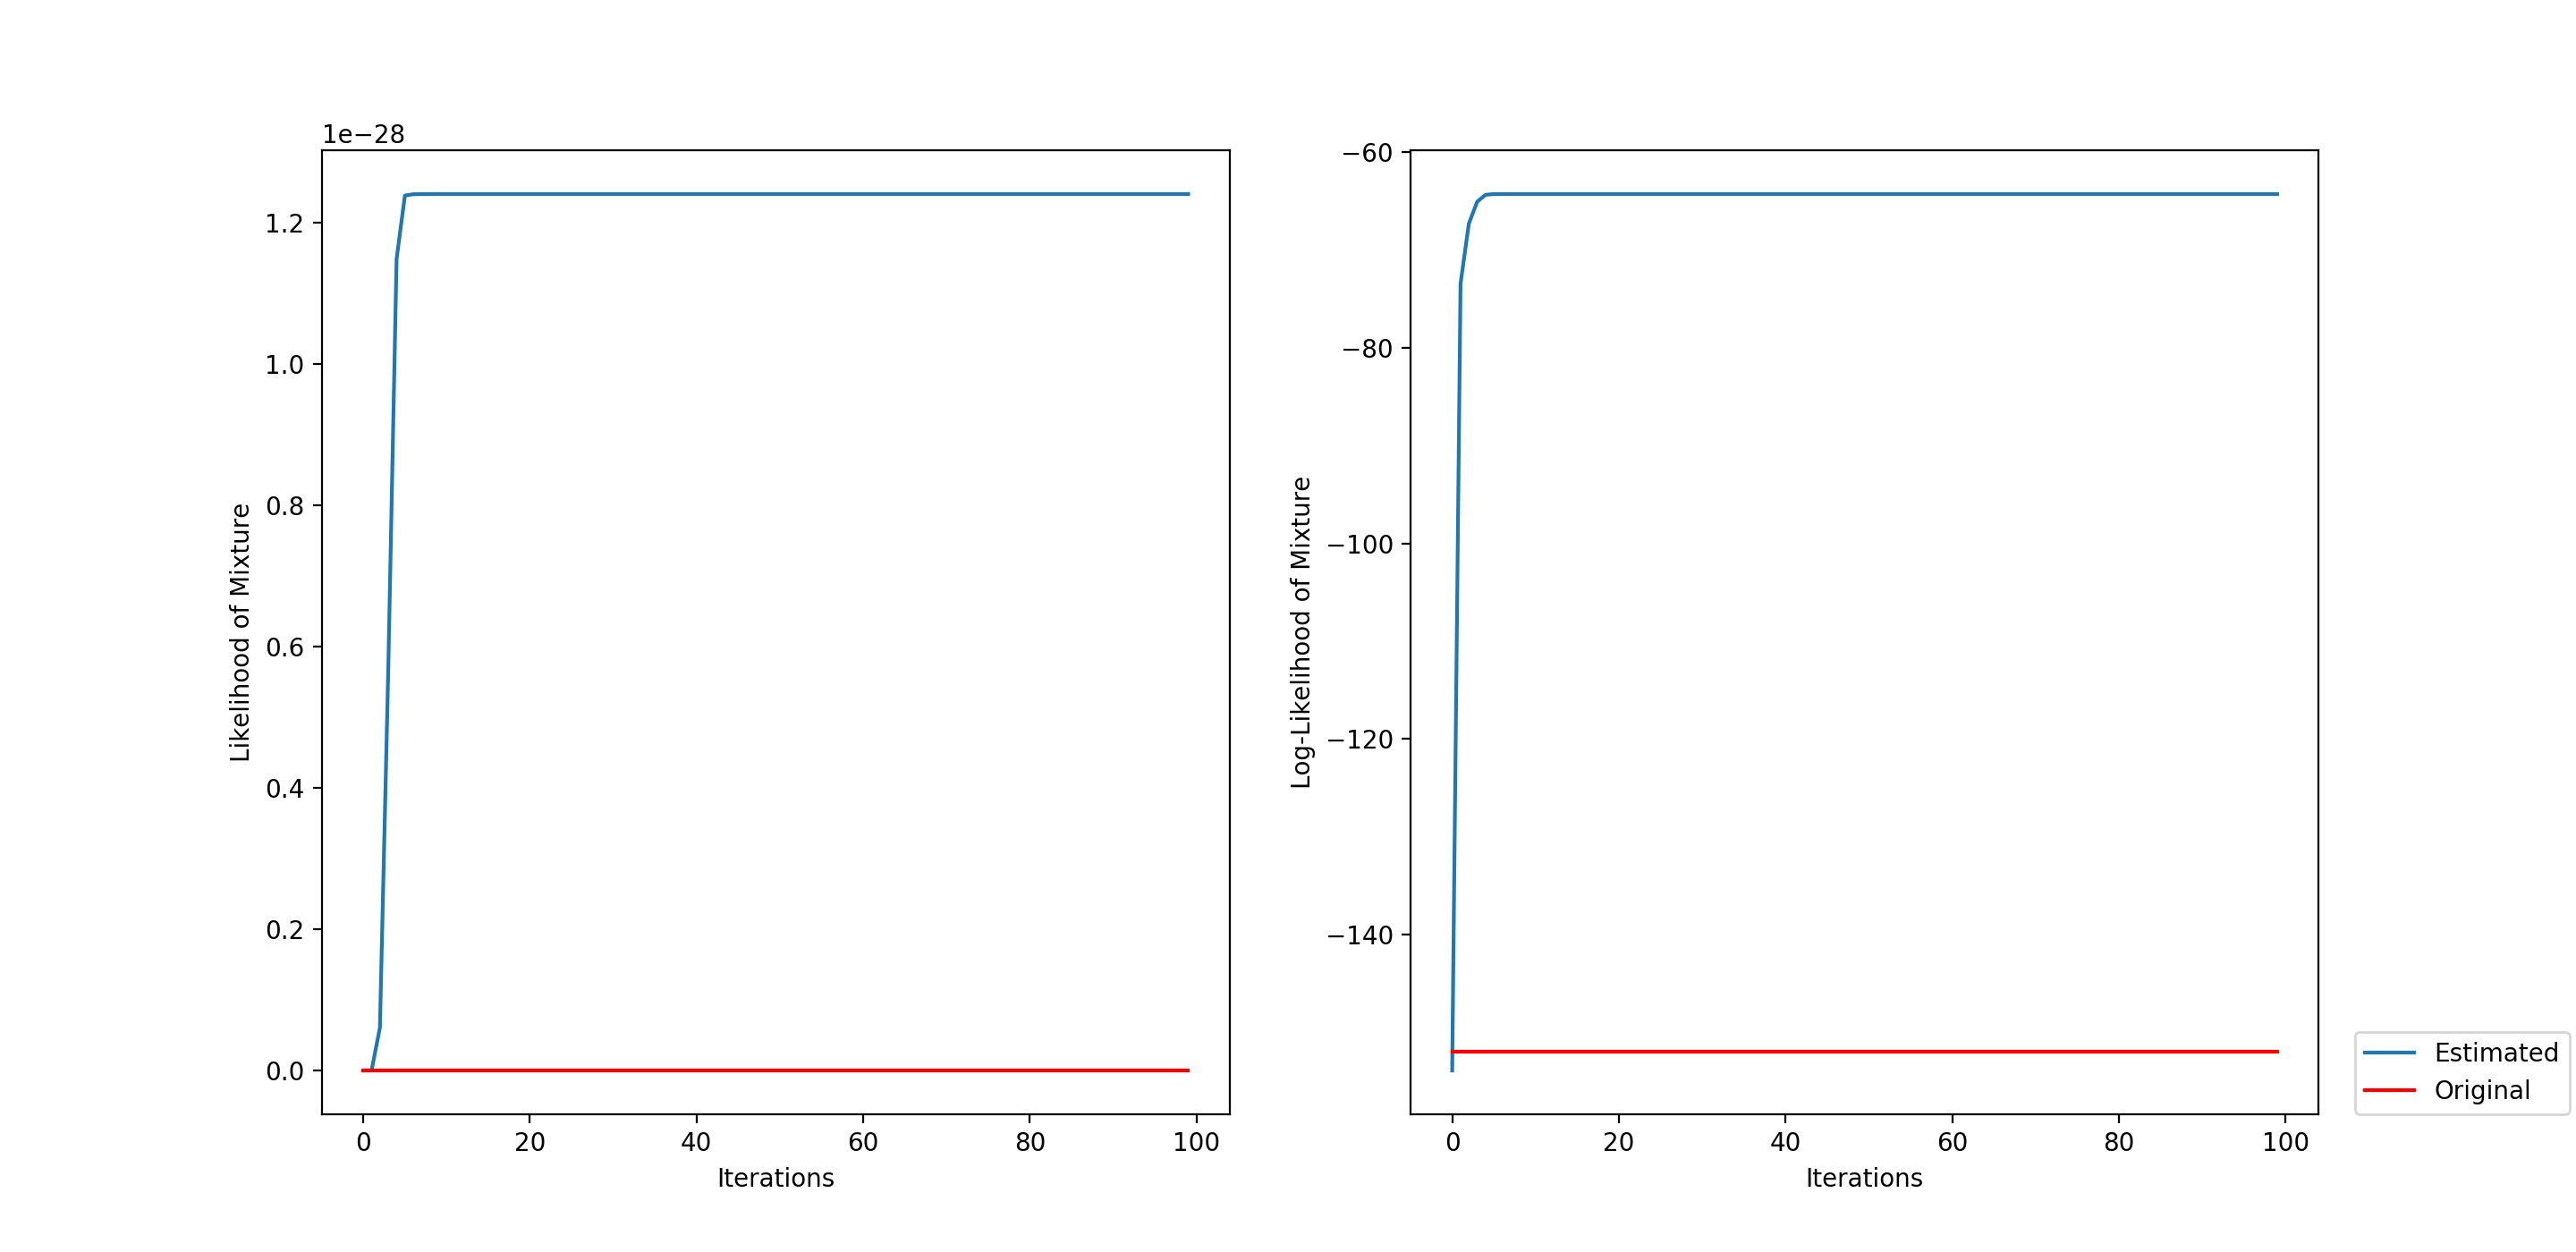 1e−28
1.2
1.0
0.8
0.6
0.4
0.2
0.0
Likelihood of Mixture
0 20 40 60 80 100
Iterations
−60
−80
−100
−120
−140
Log-Likelihood of Mixture
0 20 40 60 80 100
Iterations
Estimated
Original